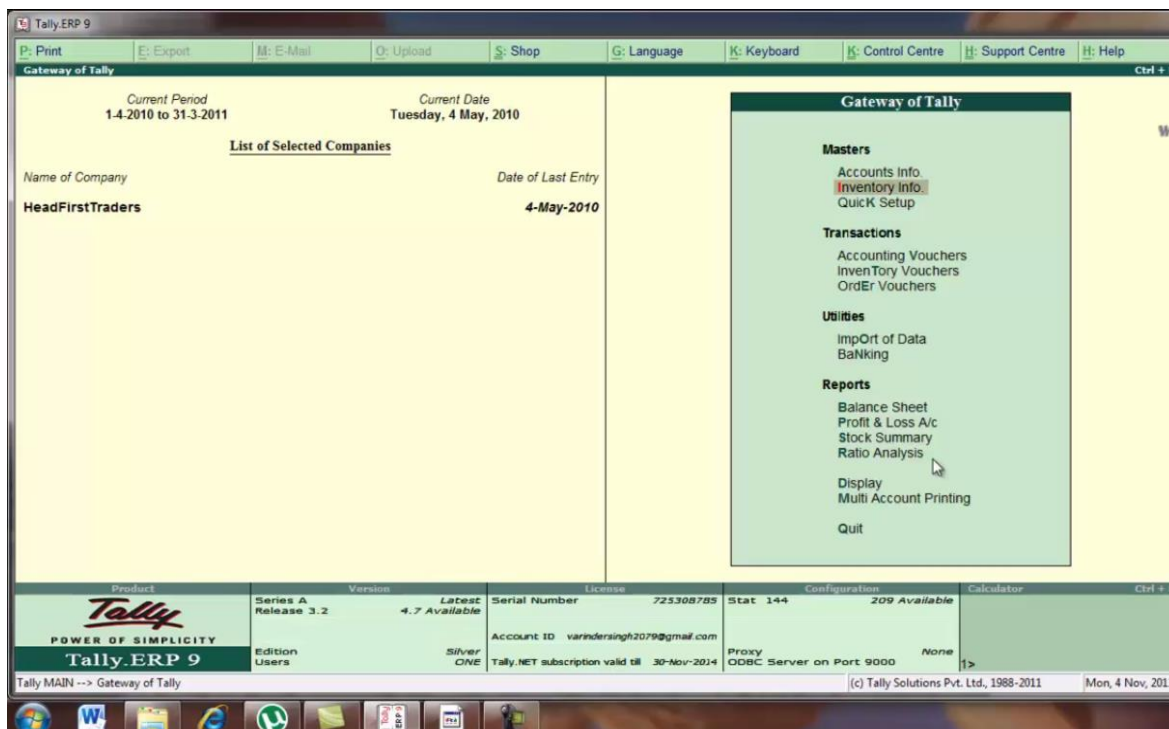 Tally.ERP 9
P: Print E: Export M: E-Mail O: Upload S: Shop G: Language K: Keyboard K: Control Centre H: Support Centre H: Help
Gateway of Tally Ctrl +
Current Period Current Date
1-4-2010 to 31-3-2011 Tuesday, 4 May, 2010
List of Selected Companies
Name of Company Date of Last Entry
HeadFirstTraders 4-May-2010
Gateway of Tally
Masters
Accounts Info.
Inventory Info.
QuicK Setup
Transactions
Accounting Vouchers
InvenTory Vouchers
OrdEr Vouchers
Utilities
ImpOrt of Data
BaNking
Reports
Balance Sheet
Profit & Loss A/c
Stock Summary
Ratio Analysis
Display
Multi Account Printing
Quit
W
Product Version License Configuration Calculator Ctrl +
Tally
POWER OF SIMPLICITY
Tally.ERP 9
Series A Latest
Release 3.2 4.7 Available
Edition Silver
Users ONE
Serial Number 725308785
Account ID varindersingh2079@gmail.com
Tally.NET subscription valid till 30-Nov-2014
Stat 144 209 Available
Proxy None
ODBC Server on Port 9000
1>
Tally MAIN --> Gateway of Tally (c) Tally Solutions Pvt. Ltd., 1988-2011 Mon, 4 Nov, 201
W
Tally ERP 9